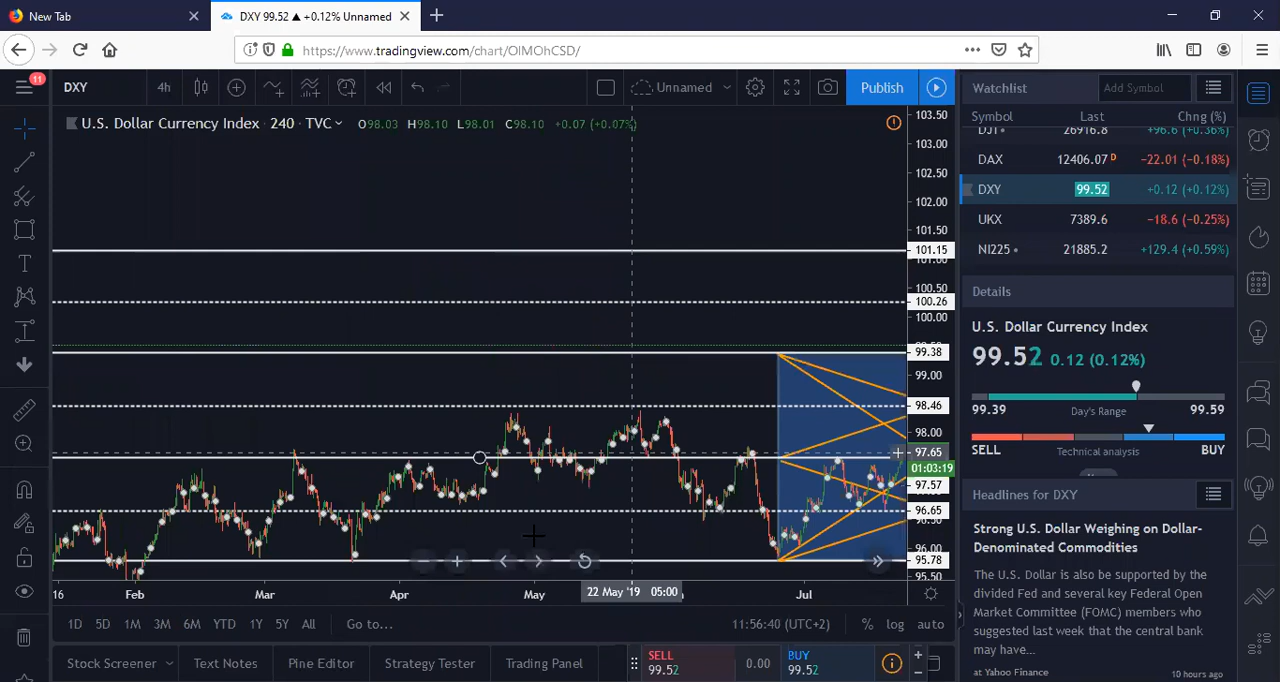 New Tab
DXY 99.52 ▲ +0.12% Unnamed
https://www.tradingview.com/chart/OIMOhCSD/
11
DXY
4h
Unnamed
Publish
U.S. Dollar Currency Index · 240 · TVC
O98.03 H98.10 L98.01 C98.10 +0.07 (+0.07%)
103.50
103.00
102.50
102.00
101.50
101.15
101.00
100.26
100.00
99.38
99.00
98.46
98.00
97.65
01:03:19
97.57
96.65
96.50
96.00
95.78
95.50
16 Feb Mar Apr May 22 May '19 05:00 Jul
1D 5D 1M 3M 6M YTD 1Y 5Y All Go to...
11:56:40 (UTC+2) % log auto
Stock Screener Text Notes Pine Editor Strategy Tester Trading Panel
SELL
99.52
0.00
BUY
99.52
Watchlist
Add Symbol
Symbol Last Chng (%)
DJI 26916.8 +96.6 (+0.36%)
DAX 12406.07 D −22.01 (−0.18%)
DXY 99.52 +0.12 (+0.12%)
UKX 7389.6 −18.6 (−0.25%)
NI225 21885.2 +129.4 (+0.59%)
Details
U.S. Dollar Currency Index
99.52 0.12 (0.12%)
99.39 Day's Range 99.59
SELL Technical analysis BUY
Headlines for DXY
Strong U.S. Dollar Weighing on Dollar-
Denominated Commodities
The U.S. Dollar is also be supported by the
divided Fed and several key Federal Open
Market Committee (FOMC) members who
suggested last week that the central bank
may have...
at Yahoo Finance 10 hours ago